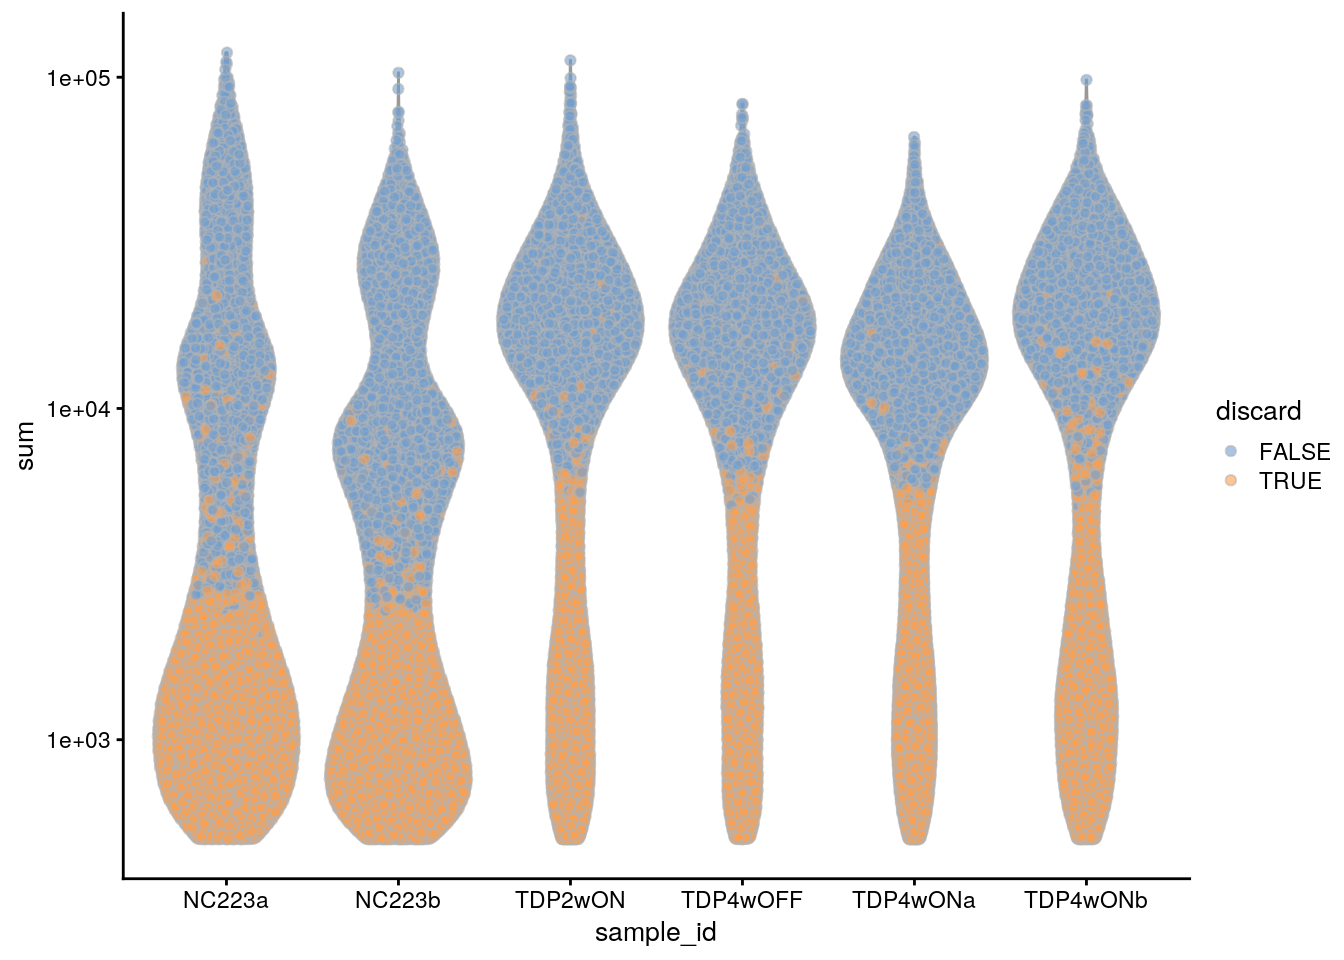 1e+05
1e+04
1e+03
sum
NC223a
NC223b
TDP2wON
TDP4wOFF
TDP4wONa
TDP4wONb
sample_id
discard
FALSE
TRUE